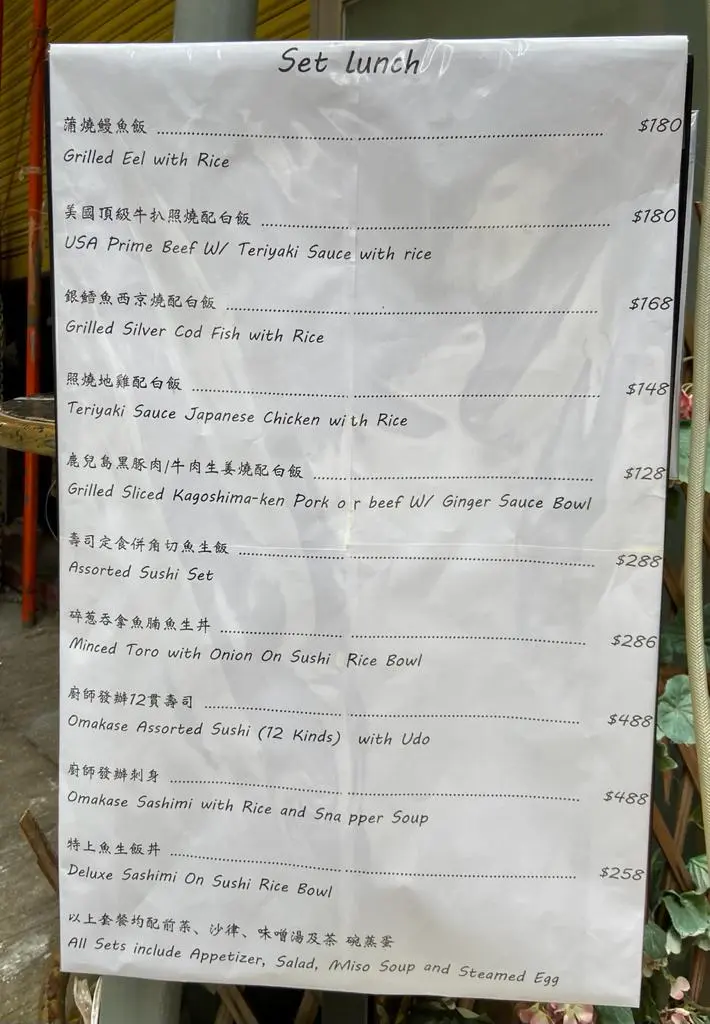 Set lunch
蒲燒鰻魚飯 $180
Grilled Eel with Rice
美國頂級牛扒照燒配白飯 $180
USA Prime Beef W/ Teriyaki Sauce with rice
銀鱈魚西京燒配白飯 $168
Grilled Silver Cod Fish with Rice
照燒地雞配白飯 $148
Teriyaki Sauce Japanese Chicken with Rice
鹿兒島黑豚肉/牛肉生姜燒配白飯 $128
Grilled Sliced Kagoshima-ken Pork or beef W/ Ginger Sauce Bowl
壽司定食併角切魚生飯 $288
Assorted Sushi Set
碎葱吞拿魚腩魚生丼 $286
Minced Toro with Onion On Sushi Rice Bowl
廚師發辦12貫壽司 $488
Omakase Assorted Sushi (12 Kinds) with Udo
廚師發辦刺身 $488
Omakase Sashimi with Rice and Snapper Soup
特上魚生飯丼 $258
Deluxe Sashimi On Sushi Rice Bowl
以上套餐均配前菜、沙律、味噌湯及茶 碗蒸蛋
All Sets include Appetizer, Salad, Miso Soup and Steamed Egg